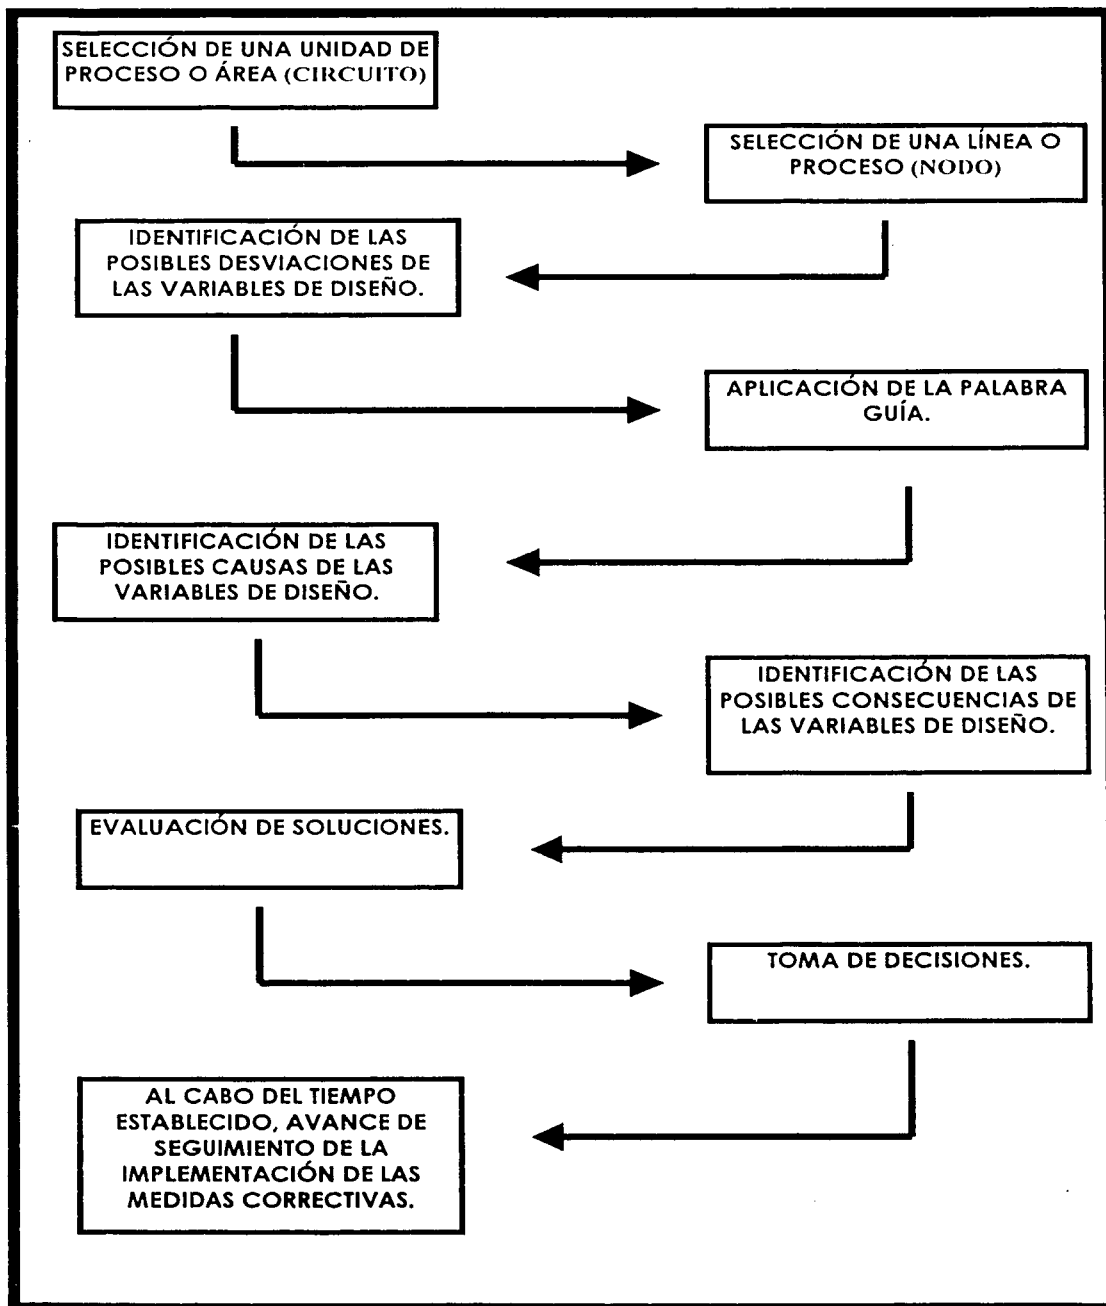 SELECCIÓN DE UNA UNIDAD DE
PROCESO O ÁREA (CIRCUITO)
SELECCIÓN DE UNA LÍNEA O
PROCESO (NODO)
IDENTIFICACIÓN DE LAS
POSIBLES DESVIACIONES DE
LAS VARIABLES DE DISEÑO.
APLICACIÓN DE LA PALABRA
GUÍA.
IDENTIFICACIÓN DE LAS
POSIBLES CAUSAS DE LAS
VARIABLES DE DISEÑO.
IDENTIFICACIÓN DE LAS
POSIBLES CONSECUENCIAS DE
LAS VARIABLES DE DISEÑO.
EVALUACIÓN DE SOLUCIONES.
TOMA DE DECISIONES.
AL CABO DEL TIEMPO
ESTABLECIDO, AVANCE DE
SEGUIMIENTO DE LA
IMPLEMENTACIÓN DE LAS
MEDIDAS CORRECTIVAS.